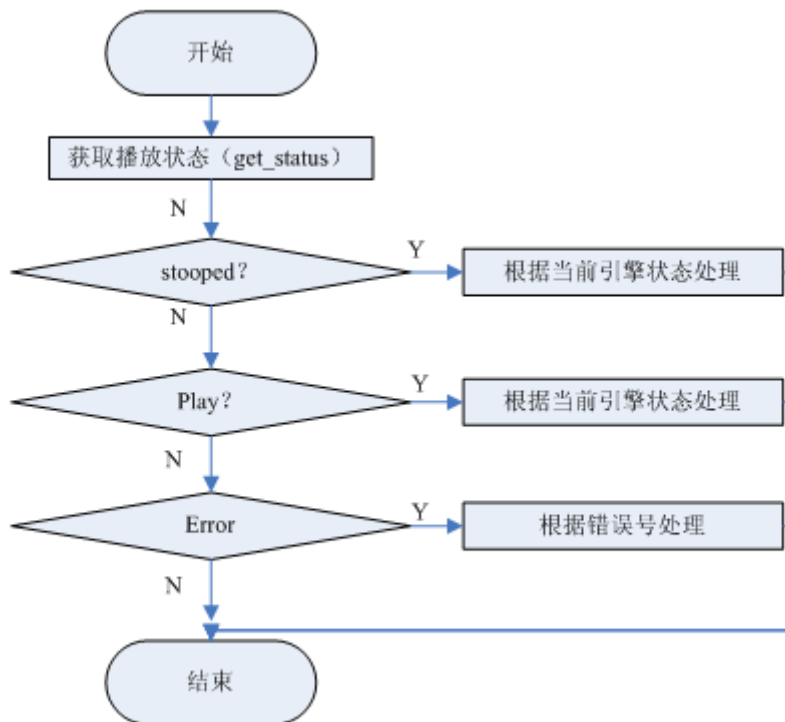 开始
获取播放状态（get_status）
N
stooped?
Y
根据当前引擎状态处理
N
Play?
Y
根据当前引擎状态处理
N
Error
Y
根据错误号处理
N
结束